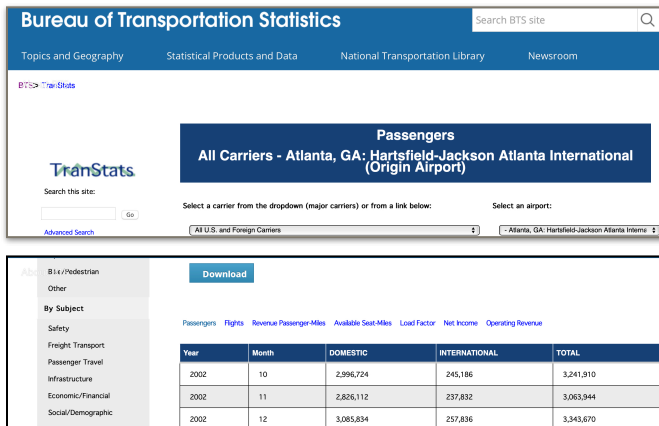 Bureau of Transportation Statistics
Search BTS site
Topics and Geography Statistical Products and Data National Transportation Library Newsroom
BTS> TranStats
Passengers
All Carriers - Atlanta, GA: Hartsfield-Jackson Atlanta International
(Origin Airport)
TranStats
Search this site:
Go
Advanced Search
Select a carrier from the dropdown (major carriers) or from a link below: Select an airport:
All U.S. and Foreign Carriers - Atlanta, GA: Hartsfield-Jackson Atlanta Interna
Bike/Pedestrian
Other
By Subject
Safety
Freight Transport
Passenger Travel
Infrastructure
Economic/Financial
Social/Demographic
Download
Passengers Flights Revenue Passenger-Miles Available Seat-Miles Load Factor Net Income Operating Revenue
Year Month DOMESTIC INTERNATIONAL TOTAL
2002 10 2,996,724 245,186 3,241,910
2002 11 2,826,112 237,832 3,063,944
2002 12 3,085,834 257,836 3,343,670